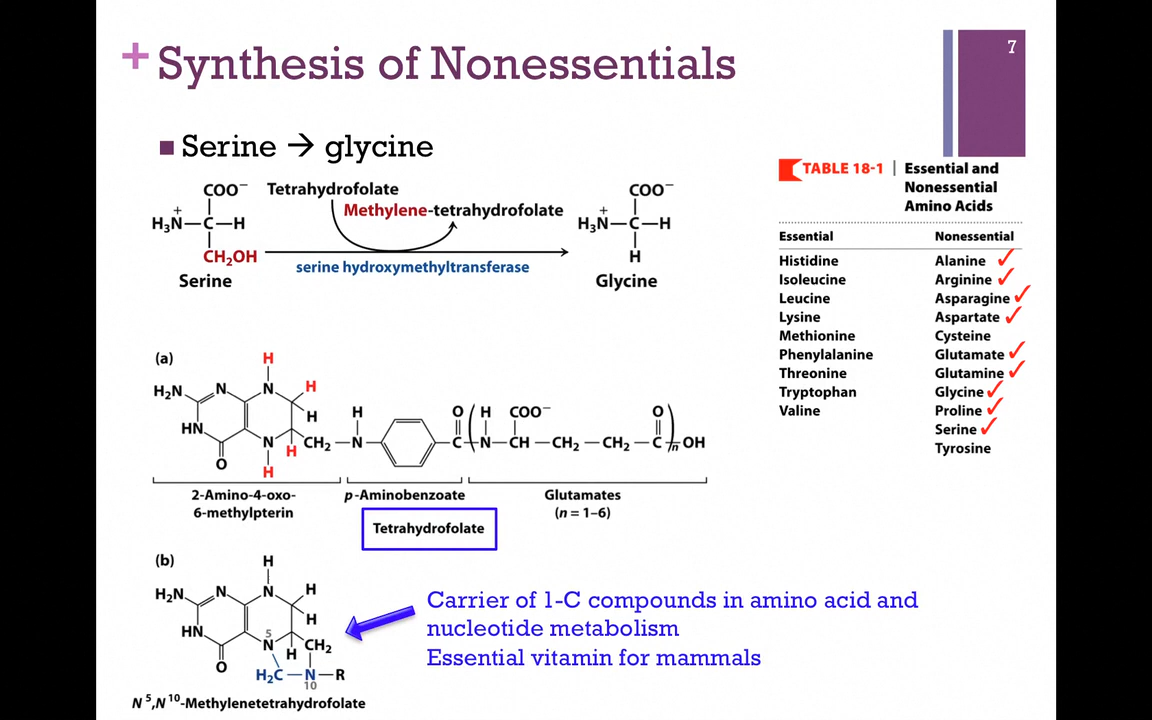 7
+ Synthesis of Nonessentials
■ Serine → glycine
COO⁻ Tetrahydrofolate COO⁻
Methylene-tetrahydrofolate
H₃N⁺—C—H H₃N⁺—C—H
CH₂OH H
serine hydroxymethyltransferase
Serine Glycine
TABLE 18-1 | Essential and
Nonessential
Amino Acids
Essential Nonessential
Histidine Alanine ✓
Isoleucine Arginine ✓
Leucine Asparagine ✓
Lysine Aspartate ✓
Methionine Cysteine
Phenylalanine Glutamate ✓
Threonine Glutamine ✓
Tryptophan Glycine ✓
Valine Proline ✓
Serine ✓
Tyrosine
(a) H
H₂N N N H H O H COO⁻ O
HN H
N CH₂—N C—N—CH—CH₂—CH₂—C n OH
O H H
2-Amino-4-oxo- p-Aminobenzoate Glutamates
6-methylpterin (n = 1–6)
Tetrahydrofolate
(b) H
H₂N N N H
H
HN 5
N H CH₂
O H₂C—N—R
10
N⁵,N¹⁰-Methylenetetrahydrofolate
Carrier of 1-C compounds in amino acid and
nucleotide metabolism
Essential vitamin for mammals